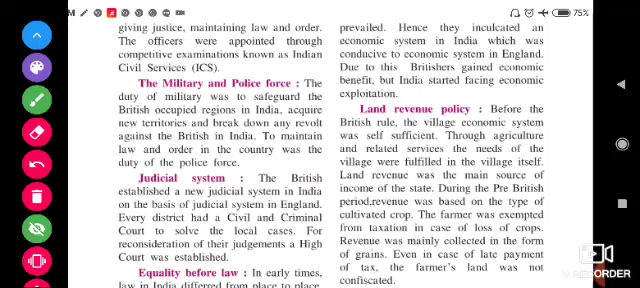 M
75%
giving justice, maintaining law and order.
The officers were appointed through
competitive examinations known as Indian
Civil Services (ICS).
The Military and Police force : The
duty of military was to safeguard the
British occupied regions in India, acquire
new territories and break down any revolt
against the British in India. To maintain
law and order in the country was the
duty of the police force.
Judicial system : The British
established a new judicial system in India
on the basis of judicial system in England.
Every district had a Civil and Criminal
Court to solve the local cases. For
reconsideration of their judgements a High
Court was established.
Equality before law : In early times,
law in India differed from place to place.
prevailed. Hence they inculcated an
economic system in India which was
conducive to economic system in England.
Due to this Britishers gained economic
benefit, but India started facing economic
exploitation.
Land revenue policy : Before the
British rule, the village economic system
was self sufficient. Through agriculture
and related services the needs of the
village were fulfilled in the village itself.
Land revenue was the main source of
income of the state. During the Pre British
period,revenue was based on the type of
cultivated crop. The farmer was exempted
from taxation in case of loss of crops.
Revenue was mainly collected in the form
of grains. Even in case of late payment
of tax, the farmer's land was not
confiscated.
V RECORDER